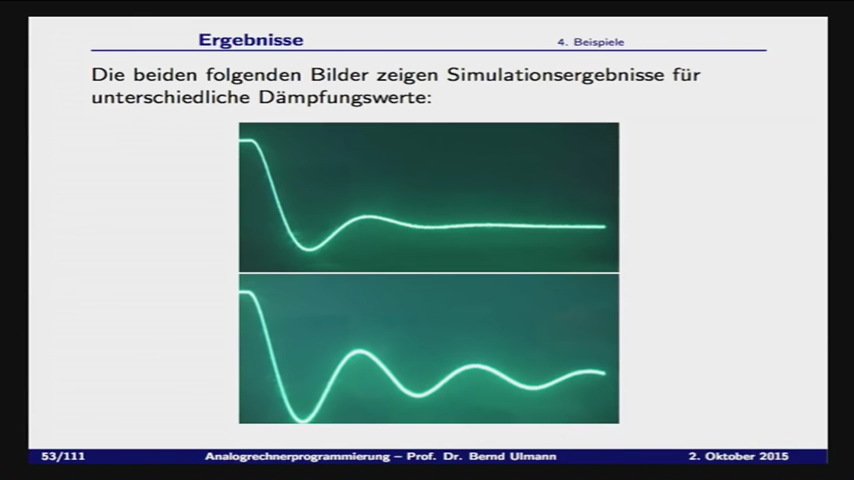 Ergebnisse
4. Beispiele
Die beiden folgenden Bilder zeigen Simulationsergebnisse für
unterschiedliche Dämpfungswerte:
53/111
Analogrechnerprogrammierung – Prof. Dr. Bernd Ulmann
2. Oktober 2015